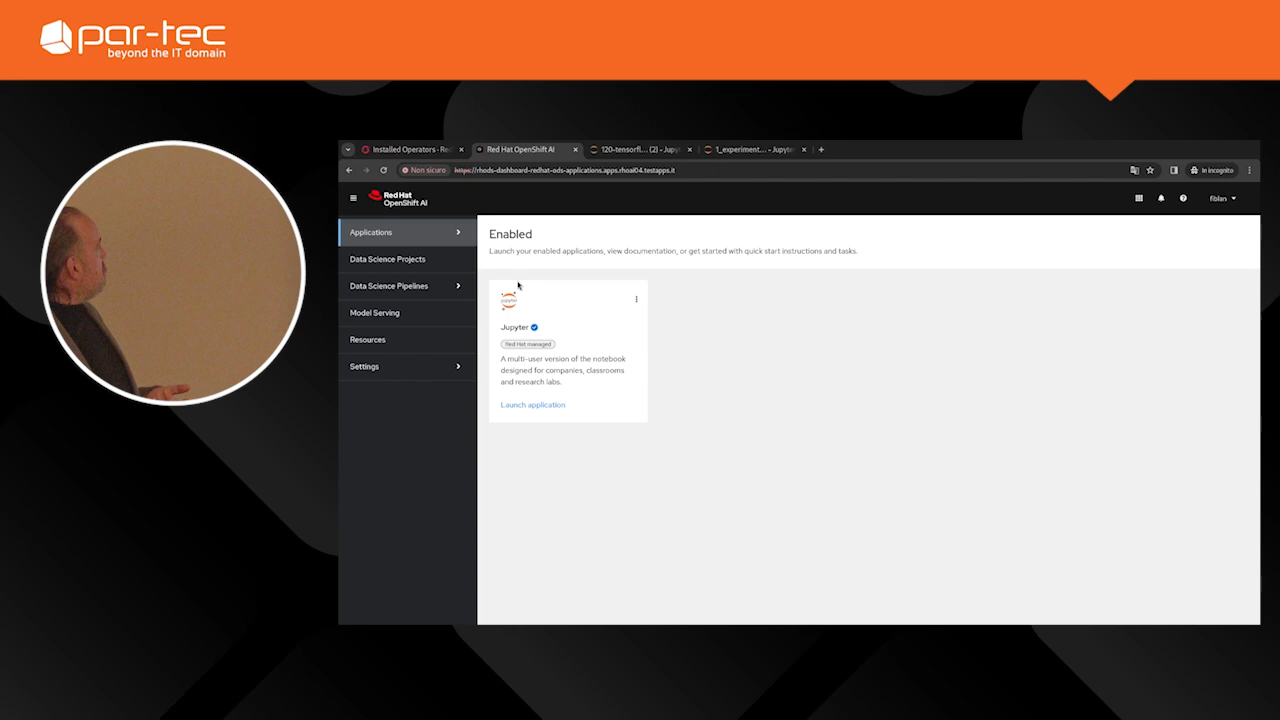 par-tec
beyond the IT domain
Installed Operators · Re
Red Hat OpenShift AI
120-tensorfl... (2) - Jupyt
1_experiment... - Jupyte
Non sicuro
https://rhods-dashboard-redhat-ods-applications.apps.rhoai04.testapps.it
In incognito
Red Hat
OpenShift AI
fiblan
Applications
Data Science Projects
Data Science Pipelines
Model Serving
Resources
Settings
Enabled
Launch your enabled applications, view documentation, or get started with quick start instructions and tasks.
jupyter
Jupyter
Red Hat managed
A multi-user version of the notebook
designed for companies, classrooms
and research labs.
Launch application